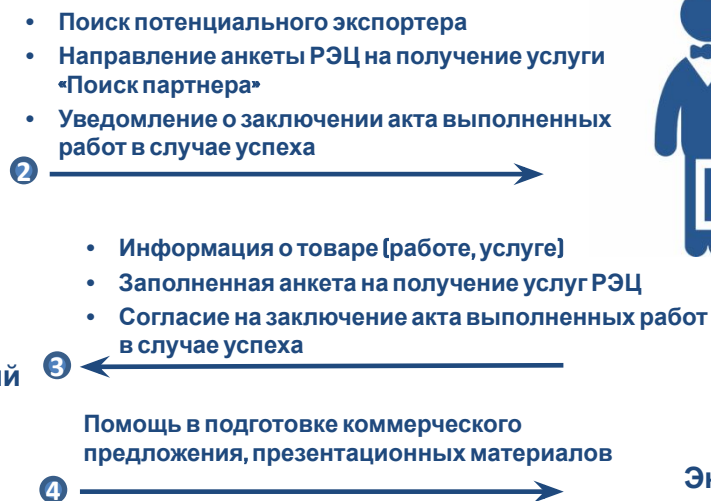 • Поиск потенциального экспортера
• Направление анкеты РЭЦ на получение услуги
«Поиск партнера»
• Уведомление о заключении акта выполненных
работ в случае успеха
2
• Информация о товаре (работе, услуге)
• Заполненная анкета на получение услуг РЭЦ
• Согласие на заключение акта выполненных работ
в случае успеха
3
Помощь в подготовке коммерческого
предложения, презентационных материалов
4